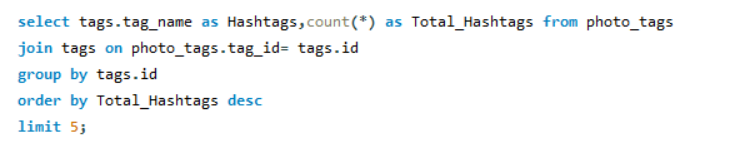 select tags.tag_name as Hashtags,count(*) as Total_Hashtags from photo_tags
join tags on photo_tags.tag_id= tags.id
group by tags.id
order by Total_Hashtags desc
limit 5;